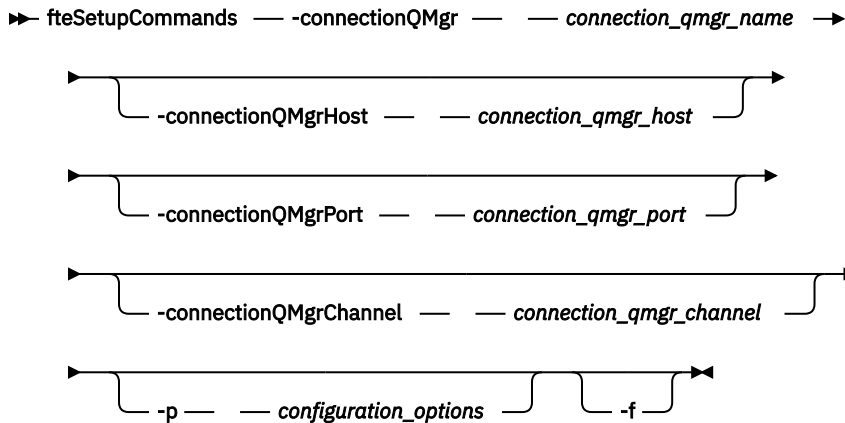 fteSetupCommands -connectionQMgr connection_qmgr_name
-connectionQMgrHost connection_qmgr_host
-connectionQMgrPort connection_qmgr_port
-connectionQMgrChannel connection_qmgr_channel
-p configuration_options -f